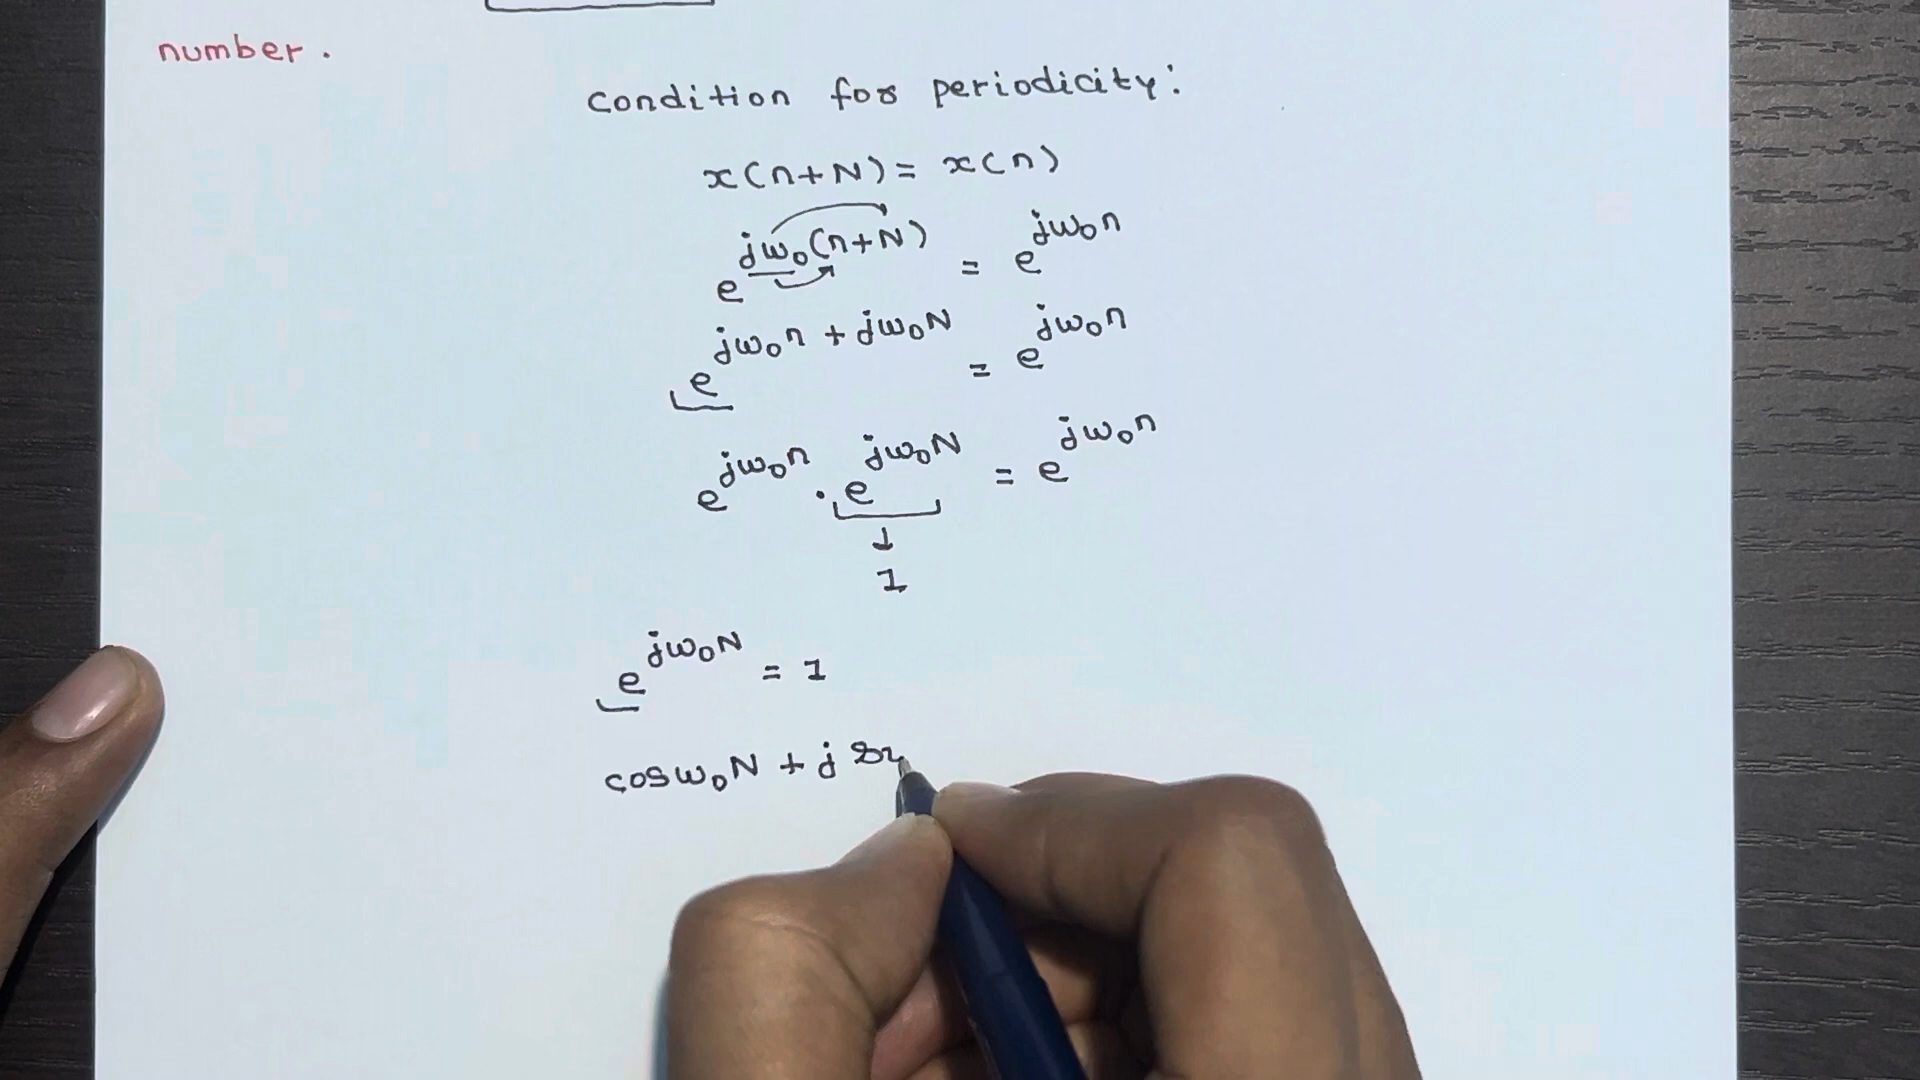 number.
condition for periodicity:
x(n+N) = x(n)
e^{jω₀(n+N)} = e^{jω₀n}
e^{jω₀n + jω₀N} = e^{jω₀n}
e^{jω₀n} . e^{jω₀N} = e^{jω₀n}
↓
1
e^{jω₀N} = 1
cosω₀N + j